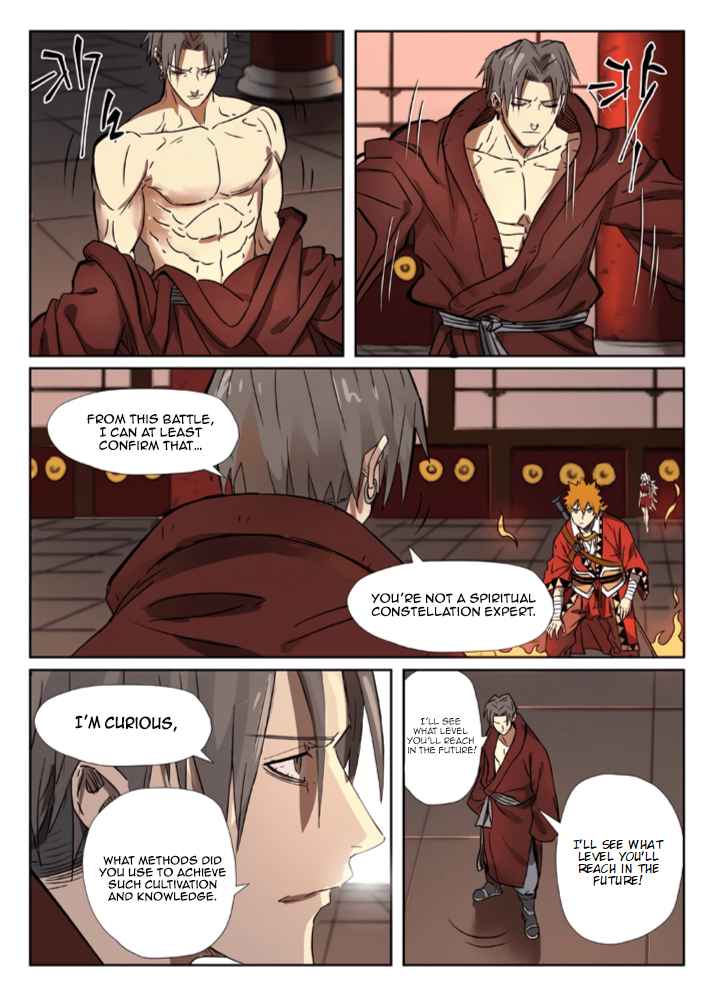 FROM THIS BATTLE,
I CAN AT LEAST
CONFIRM THAT...
YOU'RE NOT A SPIRITUAL
CONSTELLATION EXPERT.
I'M CURIOUS,
WHAT METHODS DID
YOU USE TO ACHIEVE
SUCH CULTIVATION
AND KNOWLEDGE.
I'LL SEE
WHAT LEVEL
YOU'LL REACH
IN THE FUTURE!
I'LL SEE WHAT
LEVEL YOU'LL
REACH IN THE
FUTURE!